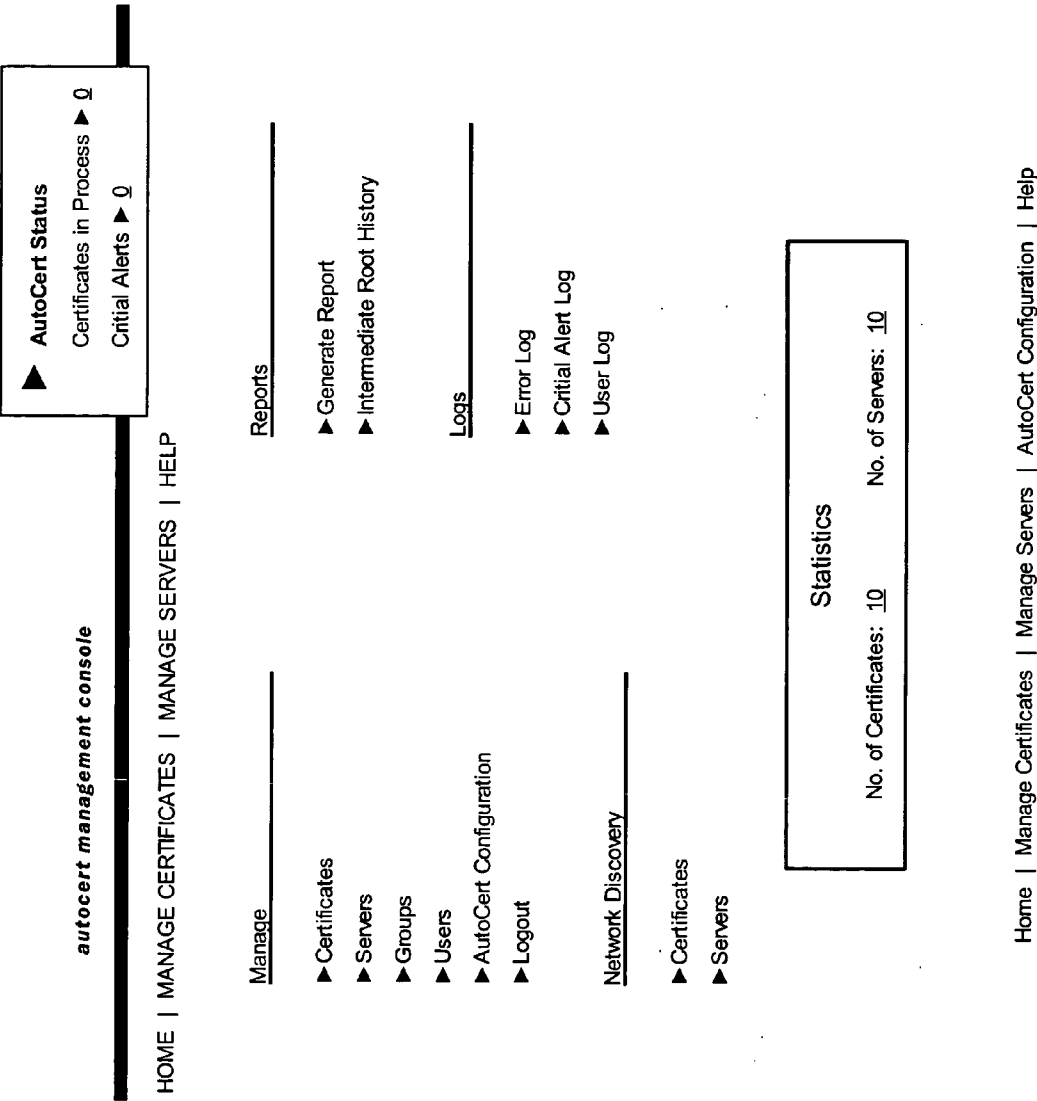 autocert management console
AutoCert Status
Certificates in Process ▶ 0
Critial Alerts ▶ 0
HOME | MANAGE CERTIFICATES | MANAGE SERVERS | HELP
Manage
▶Certificates
▶Servers
▶Groups
▶Users
▶AutoCert Configuration
▶Logout
Network Discovery
▶Certificates
▶Servers
Reports
▶Generate Report
▶Intermediate Root History
Logs
▶Error Log
▶Critial Alert Log
▶User Log
Statistics
No. of Certificates: 10
No. of Servers: 10
Home | Manage Certificates | Manage Servers | AutoCert Configuration | Help